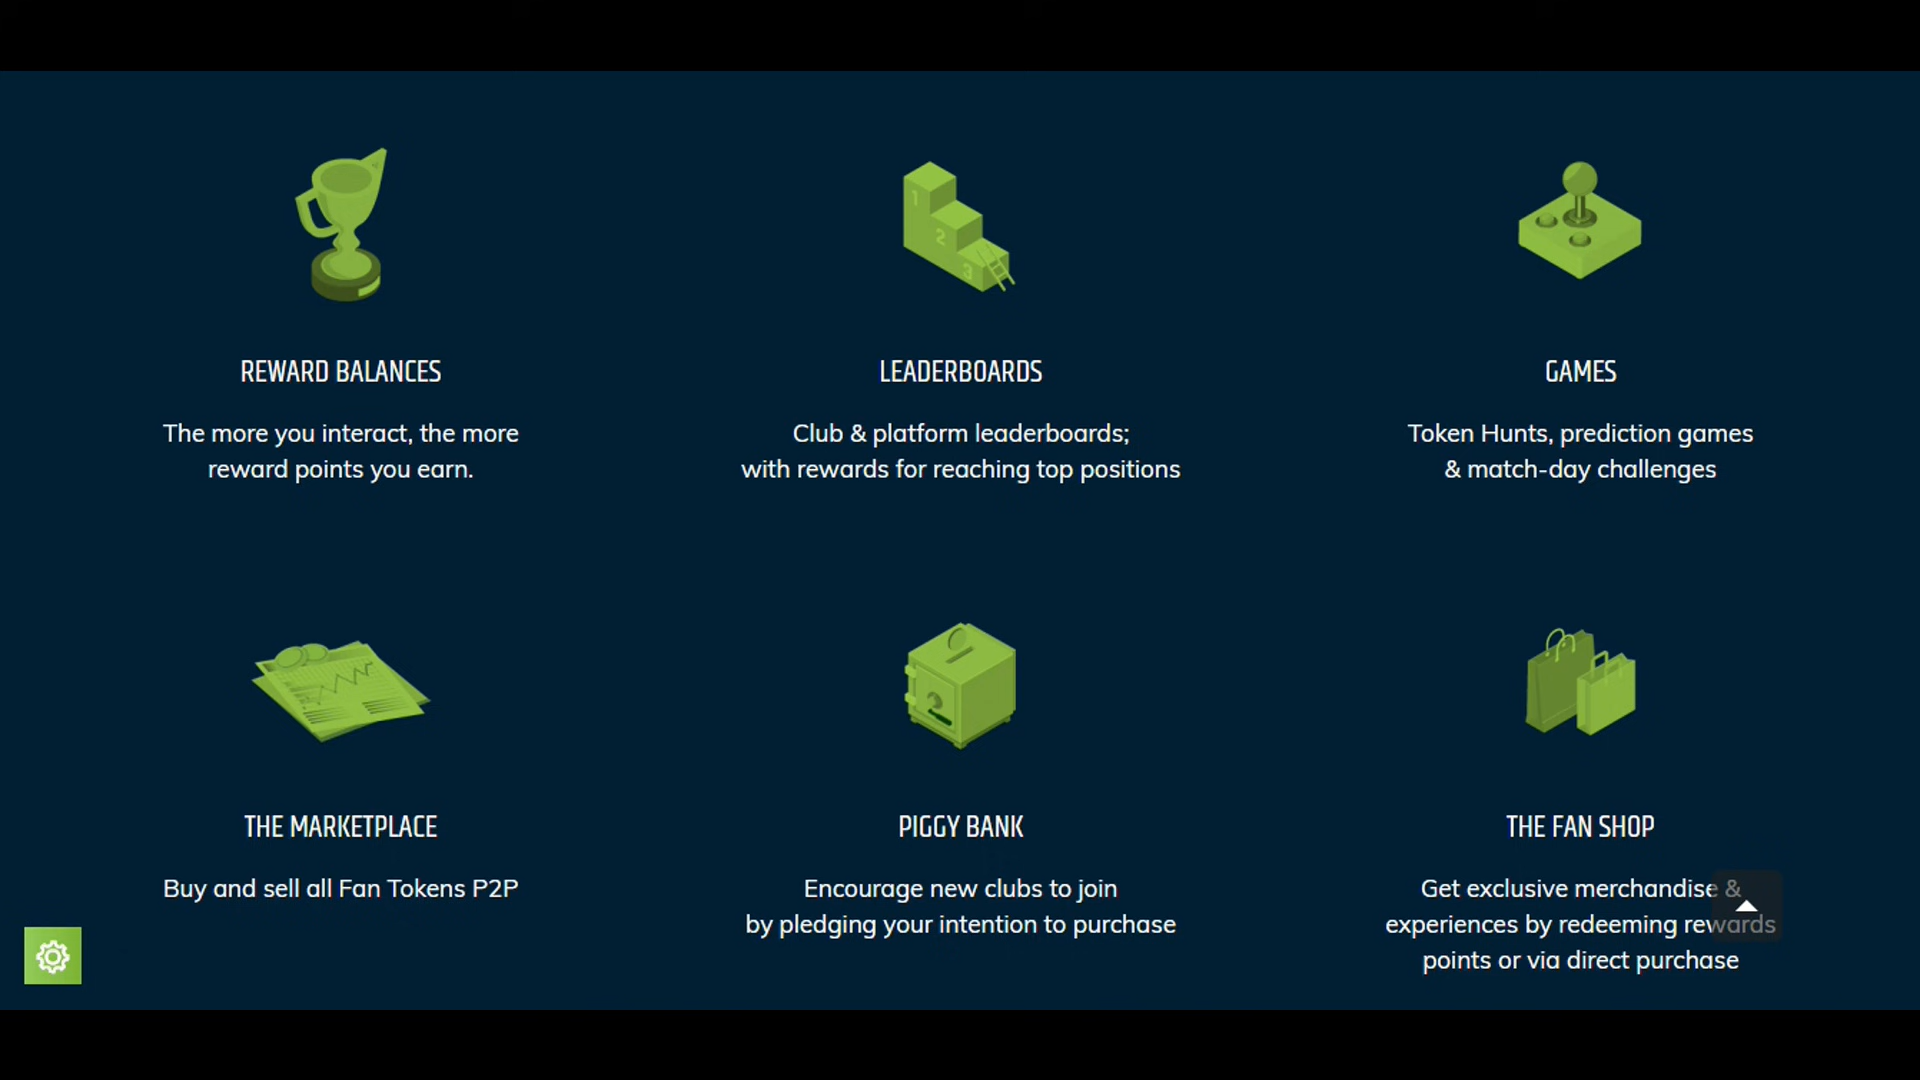 1
2
3
REWARD BALANCES
The more you interact, the more
reward points you earn.
LEADERBOARDS
Club & platform leaderboards;
with rewards for reaching top positions
GAMES
Token Hunts, prediction games
& match-day challenges
THE MARKETPLACE
Buy and sell all Fan Tokens P2P
PIGGY BANK
Encourage new clubs to join
by pledging your intention to purchase
THE FAN SHOP
Get exclusive merchandise &
experiences by redeeming rewards
points or via direct purchase